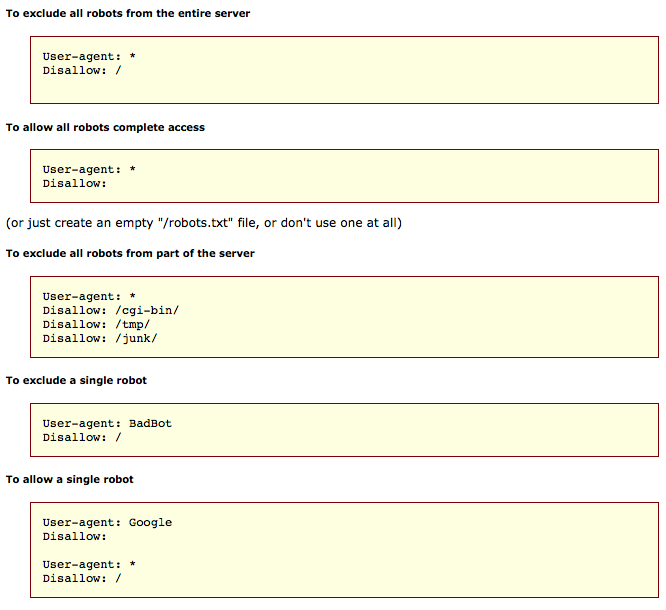 To exclude all robots from the entire server
User-agent: *
Disallow: /
To allow all robots complete access
User-agent: *
Disallow:
(or just create an empty "/robots.txt" file, or don't use one at all)
To exclude all robots from part of the server
User-agent: *
Disallow: /cgi-bin/
Disallow: /tmp/
Disallow: /junk/
To exclude a single robot
User-agent: BadBot
Disallow: /
To allow a single robot
User-agent: Google
Disallow:
User-agent: *
Disallow: /